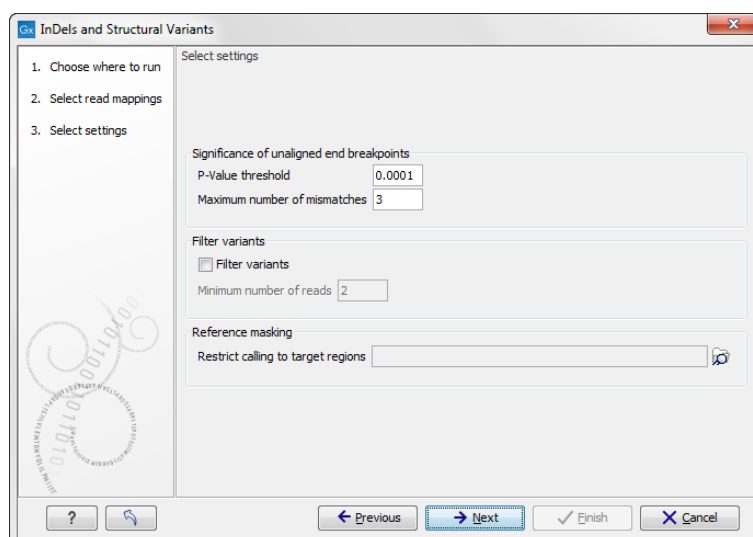 Gx InDels and Structural Variants
X
1. Choose where to run
2. Select read mappings
3. Select settings
Select settings
Significance of unaligned end breakpoints
P-Value threshold 0.0001
Maximum number of mismatches 3
Filter variants
Filter variants
Minimum number of reads 2
Reference masking
Restrict calling to target regions
? Previous Next Finish Cancel